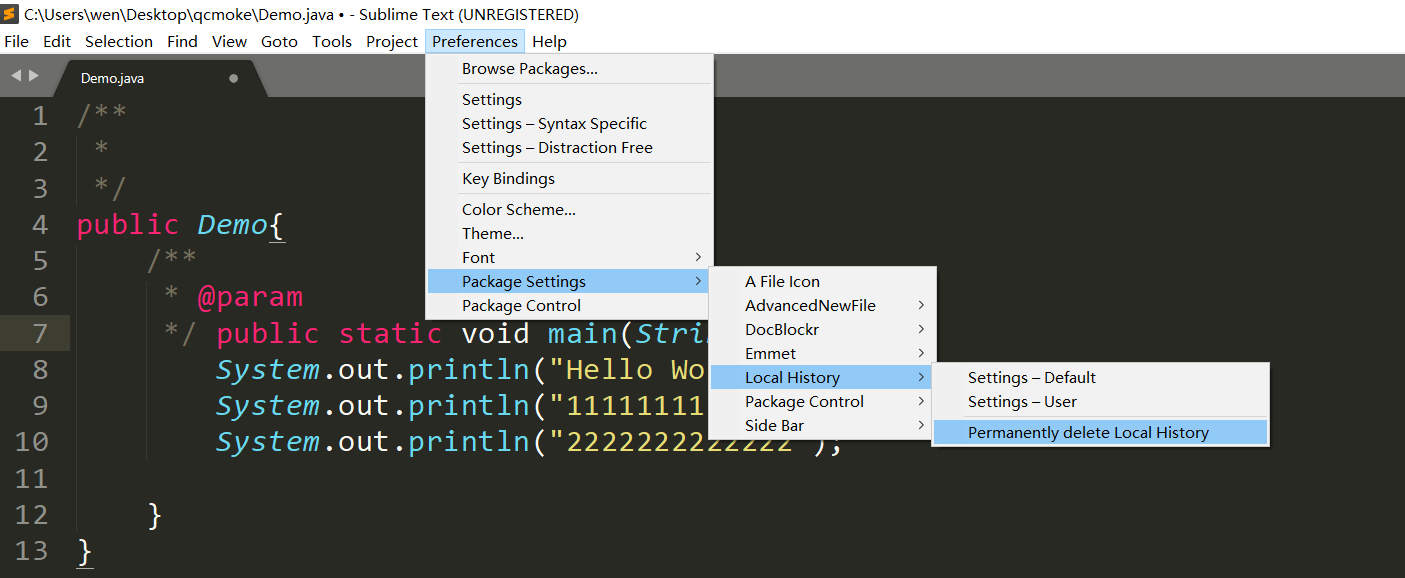 C:\Users\wen\Desktop\qcmoke\Demo.java • - Sublime Text (UNREGISTERED)
File Edit Selection Find View Goto Tools Project Preferences Help
Demo.java
Browse Packages...
Settings
Settings – Syntax Specific
Settings – Distraction Free
Key Bindings
Color Scheme...
Theme...
Font
Package Settings
Package Control
A File Icon
AdvancedNewFile
DocBlockr
Emmet
Local History
Package Control
Side Bar
Settings – Default
Settings – User
Permanently delete Local History
1 /**
2 *
3 */
4 public Demo{
5 /**
6 * @param
7 */ public static void main(Stri
8 System.out.println("Hello Wo
9 System.out.println("11111111
10 System.out.println("2222222222222");
11
12 }
13 }